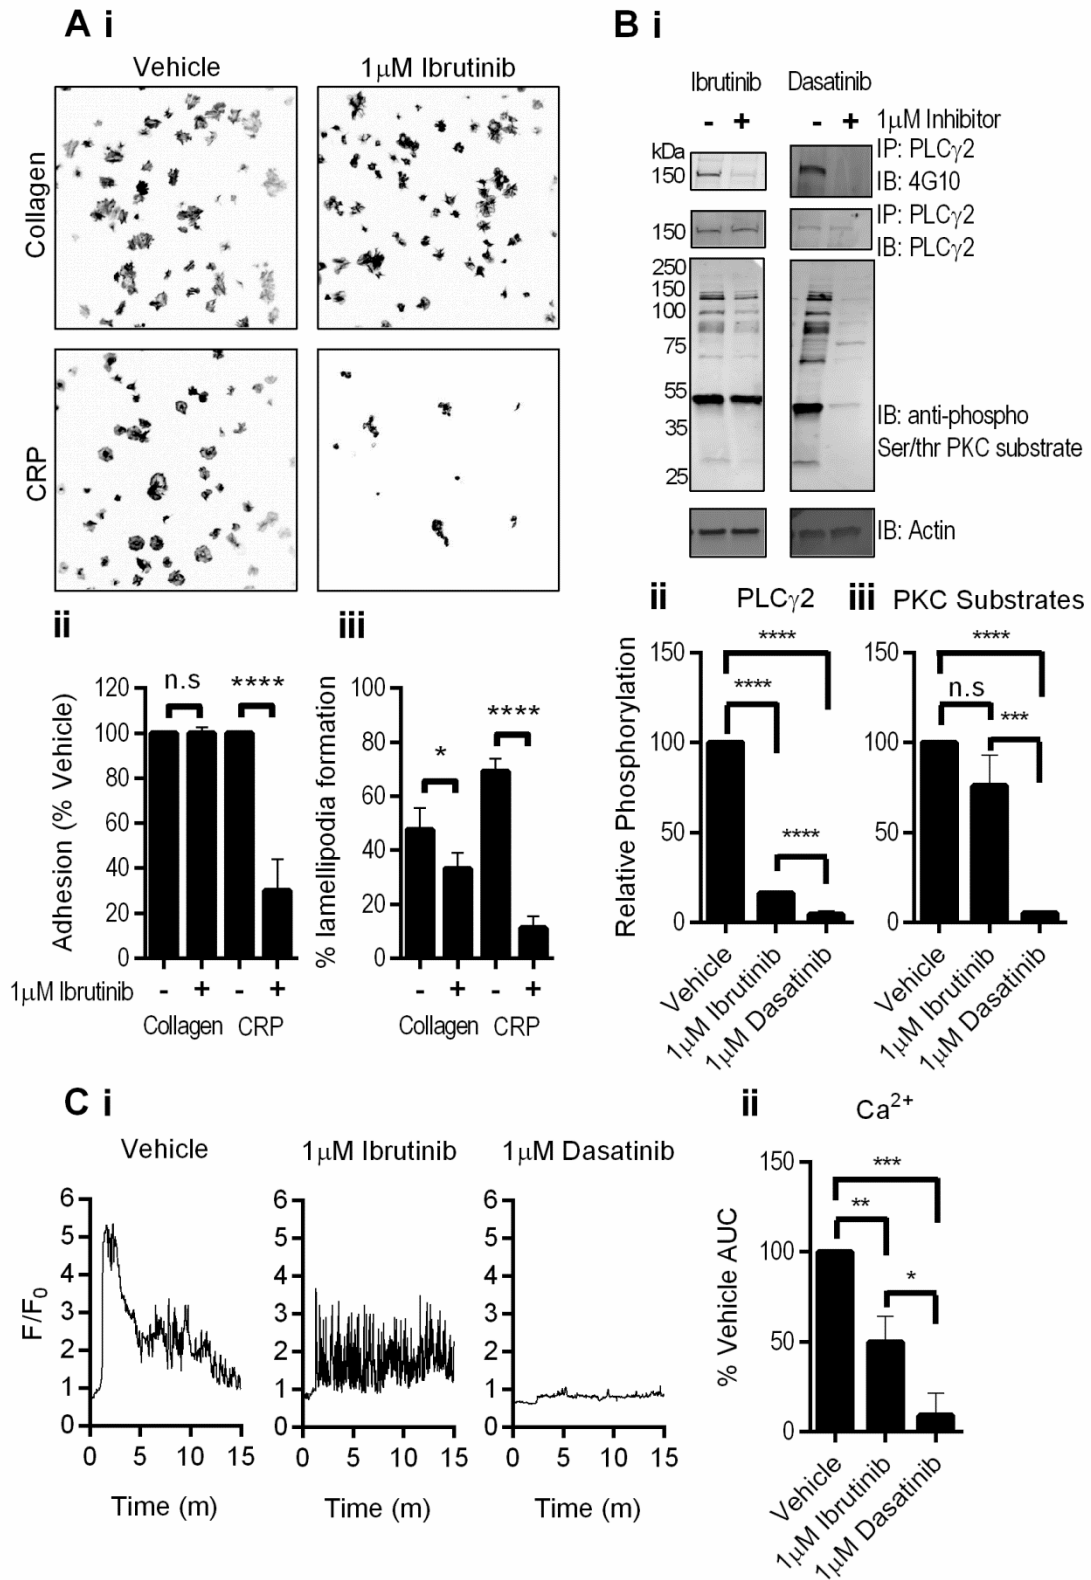 A i
Vehicle
1μM Ibrutinib
Collagen
CRP
ii
120
100
80
60
40
20
0
Adhesion (% Vehicle)
n.s
****
1μM Ibrutinib
- + - +
Collagen CRP
iii
100
80
60
40
20
0
% lamellipodia formation
*
****
- + - +
Collagen CRP
B i
Ibrutinib Dasatinib
- + - + 1μM Inhibitor
kDa
150
IP: PLCγ2
IB: 4G10
150
IP: PLCγ2
IB: PLCγ2
250
150
100
75
55
35
25
IB: anti-phospho
Ser/thr PKC substrate
IB: Actin
ii PLCγ2
150
100
50
0
Relative Phosphorylation
****
****
****
Vehicle
1μM Ibrutinib
1μM Dasatinib
iii PKC Substrates
150
100
50
0
****
n.s
***
Vehicle
1μM Ibrutinib
1μM Dasatinib
C i
Vehicle
6
5
4
3
2
1
0
F/F0
0 5 10 15
Time (m)
1μM Ibrutinib
6
5
4
3
2
1
0
0 5 10 15
Time (m)
1μM Dasatinib
6
5
4
3
2
1
0
0 5 10 15
Time (m)
ii Ca2+
150
100
50
0
% Vehicle AUC
***
**
*
Vehicle
1μM Ibrutinib
1μM Dasatinib